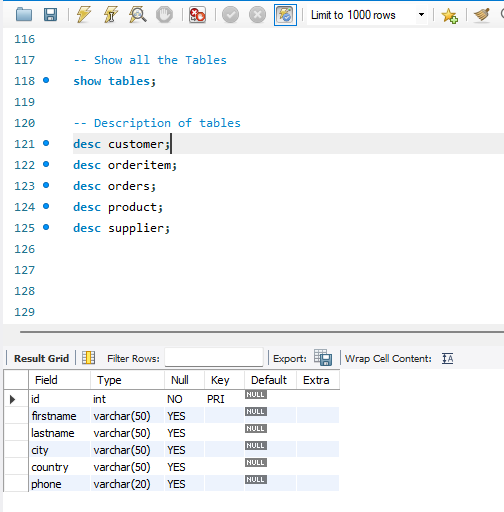 Limit to 1000 rows
116
117 -- Show all the Tables
118 show tables;
119
120 -- Description of tables
121 desc customer;
122 desc orderitem;
123 desc orders;
124 desc product;
125 desc supplier;
126
127
128
129
Result Grid Filter Rows: Export: Wrap Cell Content:
Field Type Null Key Default Extra
id int NO PRI NULL
firstname varchar(50) YES NULL
lastname varchar(50) YES NULL
city varchar(50) YES NULL
country varchar(50) YES NULL
phone varchar(20) YES NULL